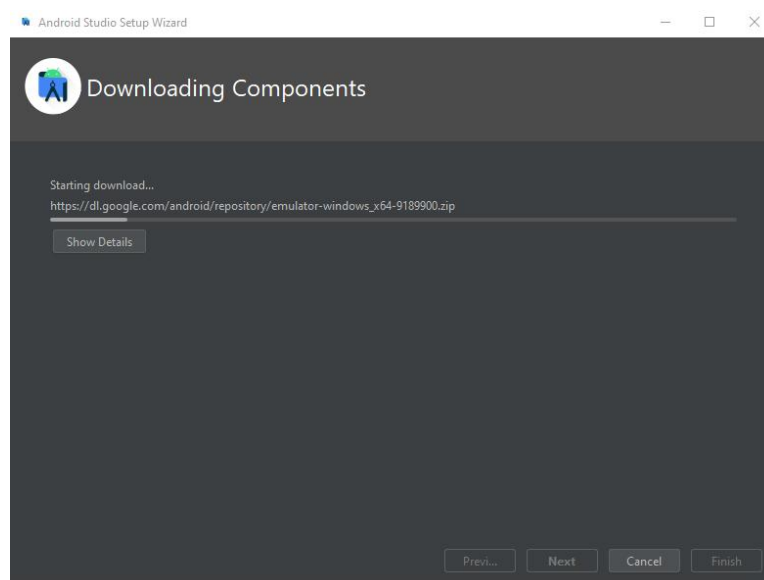 Android Studio Setup Wizard
Downloading Components
Starting download...
https://dl.google.com/android/repository/emulator-windows_x64-9189900.zip
Show Details
Previ...
Next
Cancel
Finish